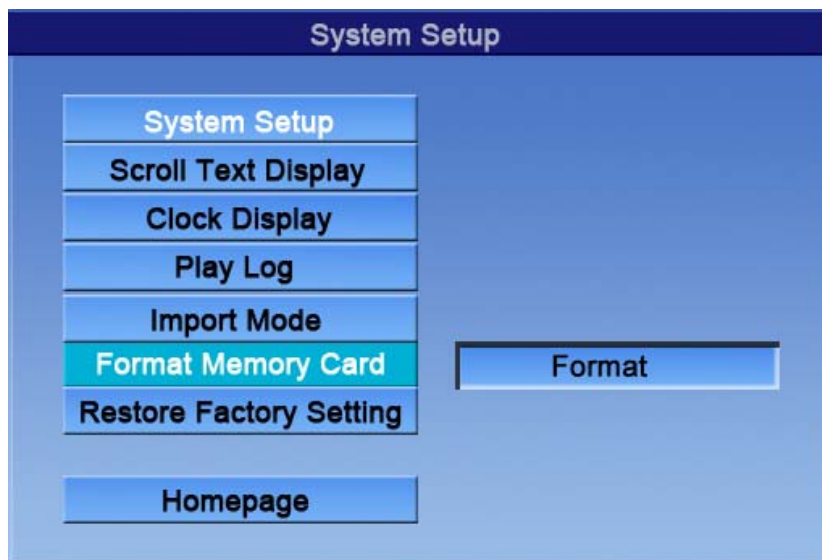 System Setup
System Setup
Scroll Text Display
Clock Display
Play Log
Import Mode
Format Memory Card
Format
Restore Factory Setting
Homepage